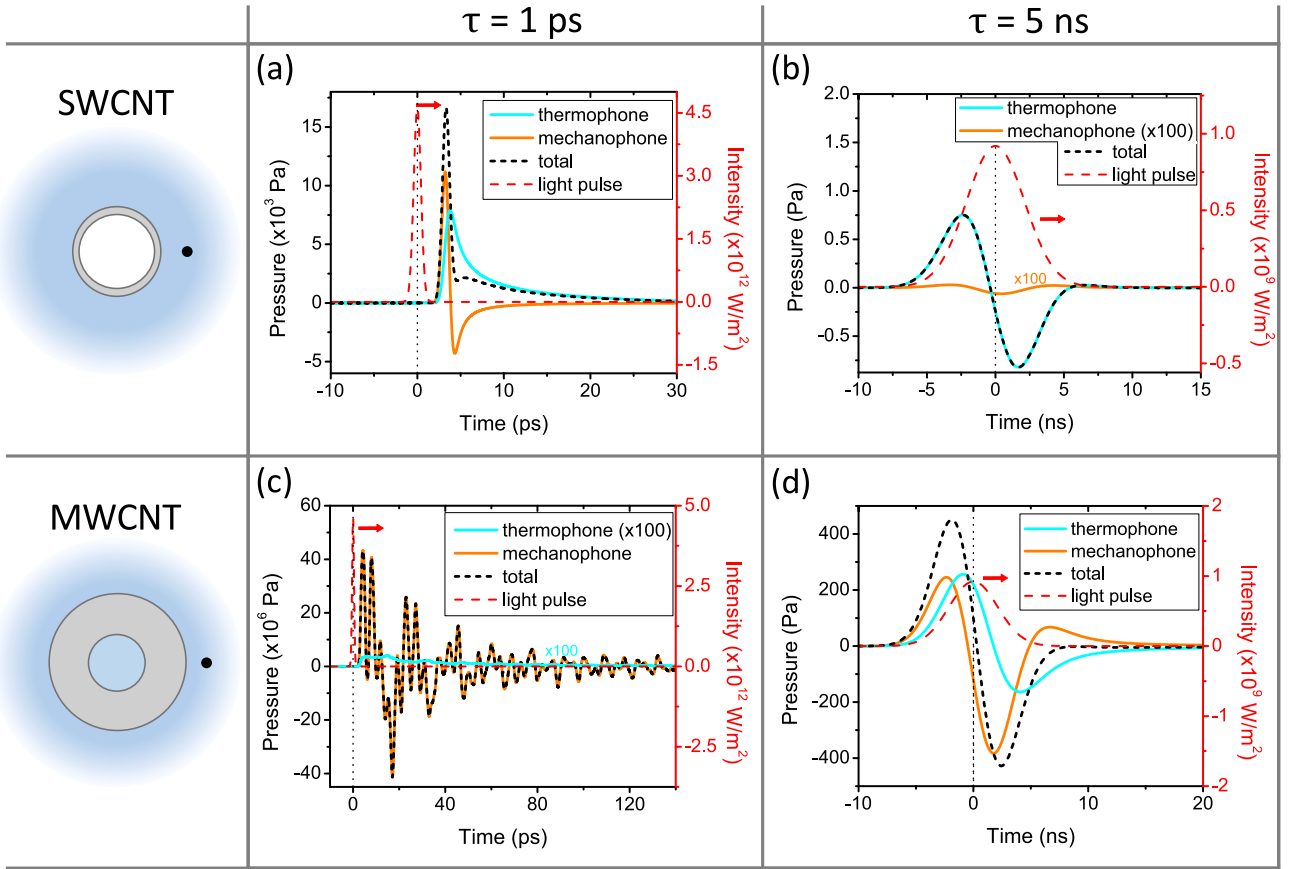 τ = 1 ps
τ = 5 ns
SWCNT
(a)
thermophone
mechanophone
total
light pulse
15
10
5
0
-5
4.5
3.0
1.5
0.0
-1.5
-10
0
10
20
30
Pressure (x10³ Pa)
Intensity (x10¹² W/m²)
Time (ps)
(b)
thermophone
mechanophone (x100)
total
light pulse
x100
2.0
1.5
1.0
0.5
0.0
-0.5
1.0
0.5
0.0
-0.5
-10
-5
0
5
10
15
Pressure (Pa)
Intensity (x10⁹ W/m²)
Time (ns)
MWCNT
(c)
thermophone (x100)
mechanophone
total
light pulse
x100
60
40
20
0
-20
-40
5.0
2.5
0.0
-2.5
0
40
80
120
Pressure (x10⁶ Pa)
Intensity (x10¹² W/m²)
Time (ps)
(d)
thermophone
mechanophone
total
light pulse
400
200
0
-200
-400
2
1
0
-1
-2
-10
0
10
20
Pressure (Pa)
Intensity (x10⁹ W/m²)
Time (ns)